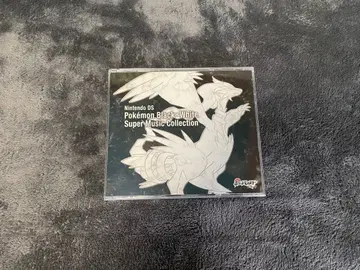 Nintendo DS
Pokémon Black・White
Super Music Collection